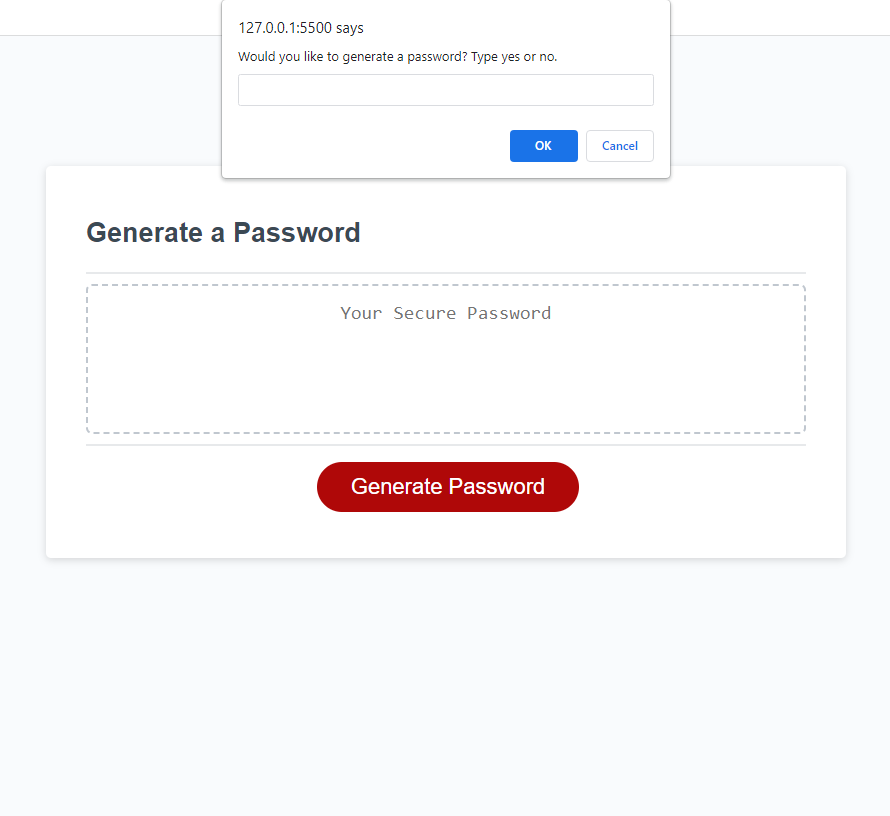 127.0.0.1:5500 says
Would you like to generate a password? Type yes or no.
OK Cancel
Generate a Password
Your Secure Password
Generate Password